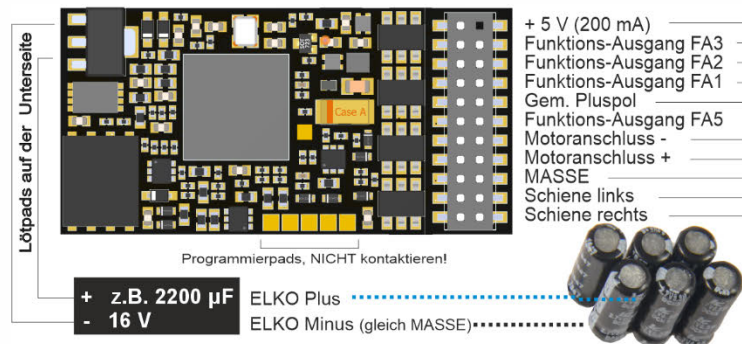 Lötpads auf der Unterseite
Case A
+ 5 V (200 mA)
Funktions-Ausgang FA3
Funktions-Ausgang FA2
Funktions-Ausgang FA1
Gem. Pluspol
Funktions-Ausgang FA5
Motoranschluss -
Motoranschluss +
MASSE
Schiene links
Schiene rechts
Programmierpads, NICHT kontaktieren!
+ z.B. 2200 µF
- 16 V
ELKO Plus
ELKO Minus (gleich MASSE)